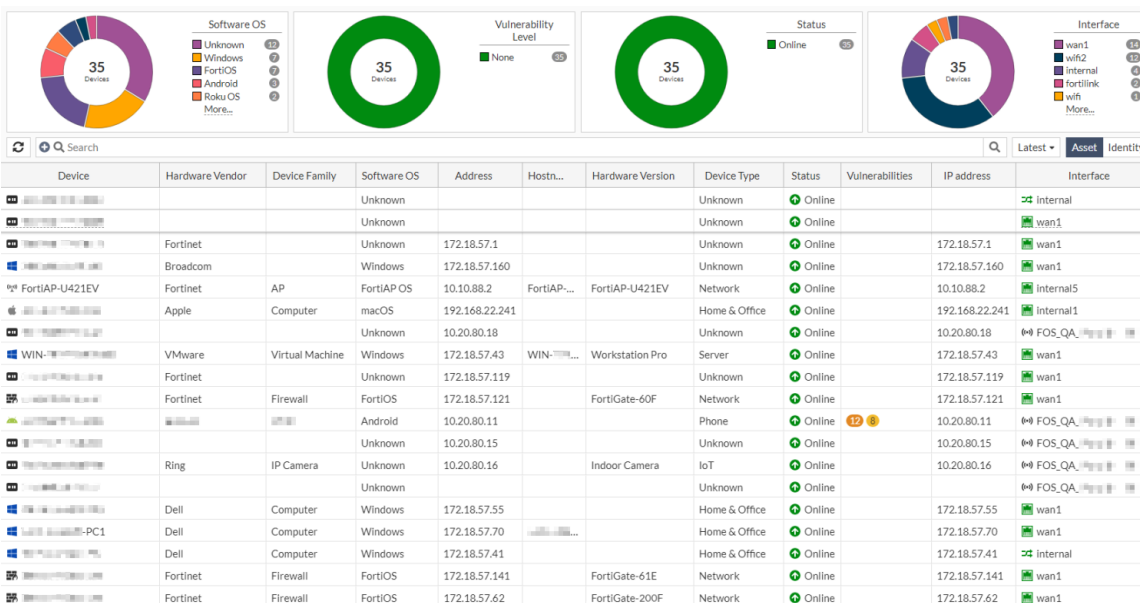 Software OS
35
Devices
Unknown 12
Windows 7
FortiOS 7
Android 3
Roku OS 2
More...
Vulnerability
Level
35
Devices
None 35
Status
35
Devices
Online 35
Interface
35
Devices
wan1 14
wifi2 12
internal 4
fortilink 2
wifi 1
More...
Search Latest Asset Identity
Device Hardware Vendor Device Family Software OS Address Hostn... Hardware Version Device Type Status Vulnerabilities IP address Interface
Unknown Unknown Online internal
Unknown Unknown Online wan1
Fortinet Unknown 172.18.57.1 Unknown Online 172.18.57.1 wan1
Broadcom Windows 172.18.57.160 Unknown Online 172.18.57.160 wan1
FortiAP-U421EV Fortinet AP FortiAP OS 10.10.88.2 FortiAP-... FortiAP-U421EV Network Online 10.10.88.2 internal5
Apple Computer macOS 192.168.22.241 Home & Office Online 192.168.22.241 internal1
Unknown 10.20.80.18 Unknown Online 10.20.80.18 FOS_QA_
WIN- VMware Virtual Machine Windows 172.18.57.43 WIN- ... Workstation Pro Server Online 172.18.57.43 wan1
Fortinet Unknown 172.18.57.119 Unknown Online 172.18.57.119 wan1
Fortinet Firewall FortiOS 172.18.57.121 FortiGate-60F Network Online 172.18.57.121 wan1
Android 10.20.80.11 Phone Online 12 8 10.20.80.11 FOS_QA_
Unknown 10.20.80.15 Unknown Online 10.20.80.15 FOS_QA_
Ring IP Camera Unknown 10.20.80.16 Indoor Camera IoT Online 10.20.80.16 FOS_QA_
Unknown Unknown Online FOS_QA_
Dell Computer Windows 172.18.57.55 Home & Office Online 172.18.57.55 wan1
-PC1 Dell Computer Windows 172.18.57.70 ... Home & Office Online 172.18.57.70 wan1
Dell Computer Windows 172.18.57.41 Home & Office Online 172.18.57.41 internal
Fortinet Firewall FortiOS 172.18.57.141 FortiGate-61E Network Online 172.18.57.141 wan1
Fortinet Firewall FortiOS 172.18.57.62 FortiGate-200F Network Online 172.18.57.62 wan1